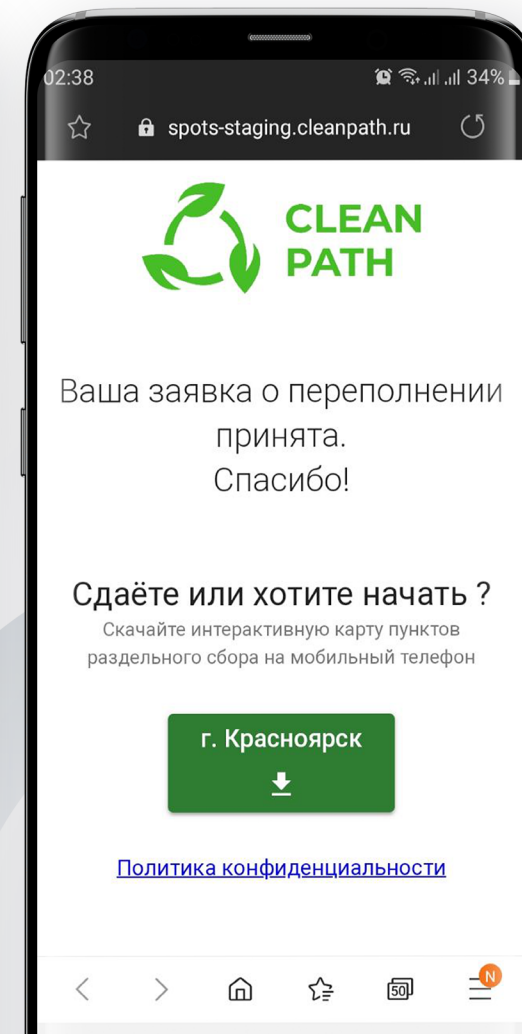 02:38 34%
spots-staging.cleanpath.ru
CLEAN
PATH
Ваша заявка о переполнении
принята.
Спасибо!
Сдаёте или хотите начать ?
Скачайте интерактивную карту пунктов
раздельного сбора на мобильный телефон
г. Красноярск
Политика конфиденциальности
50 N